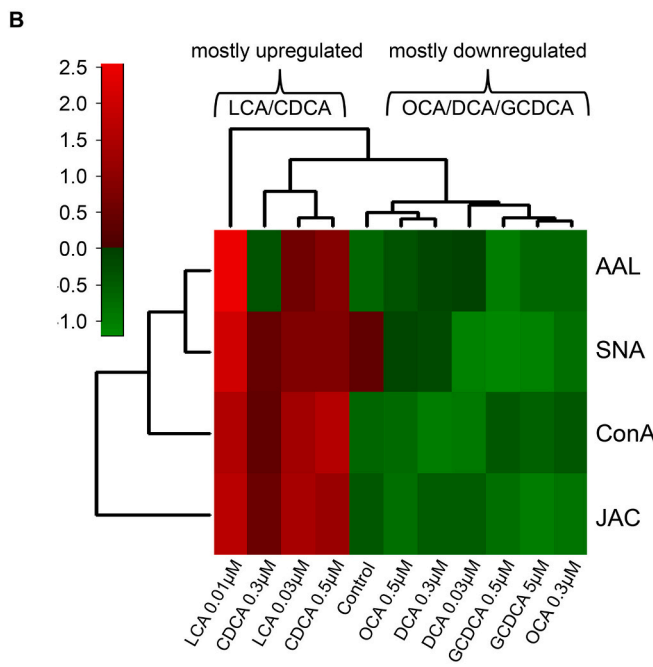 B
mostly upregulated
mostly downregulated
LCA/CDCA
OCA/DCA/GCDCA
2.5
2.0
1.5
1.0
0.5
0.0
.0.5
.1.0
AAL
SNA
ConA
JAC
LCA 0.01µM
CDCA 0.3µM
LCA 0.03µM
CDCA 0.5µM
Control
OCA 0.5µM
DCA 0.3µM
DCA 0.03µM
GCDCA 0.5µM
GCDCA 5µM
OCA 0.3µM